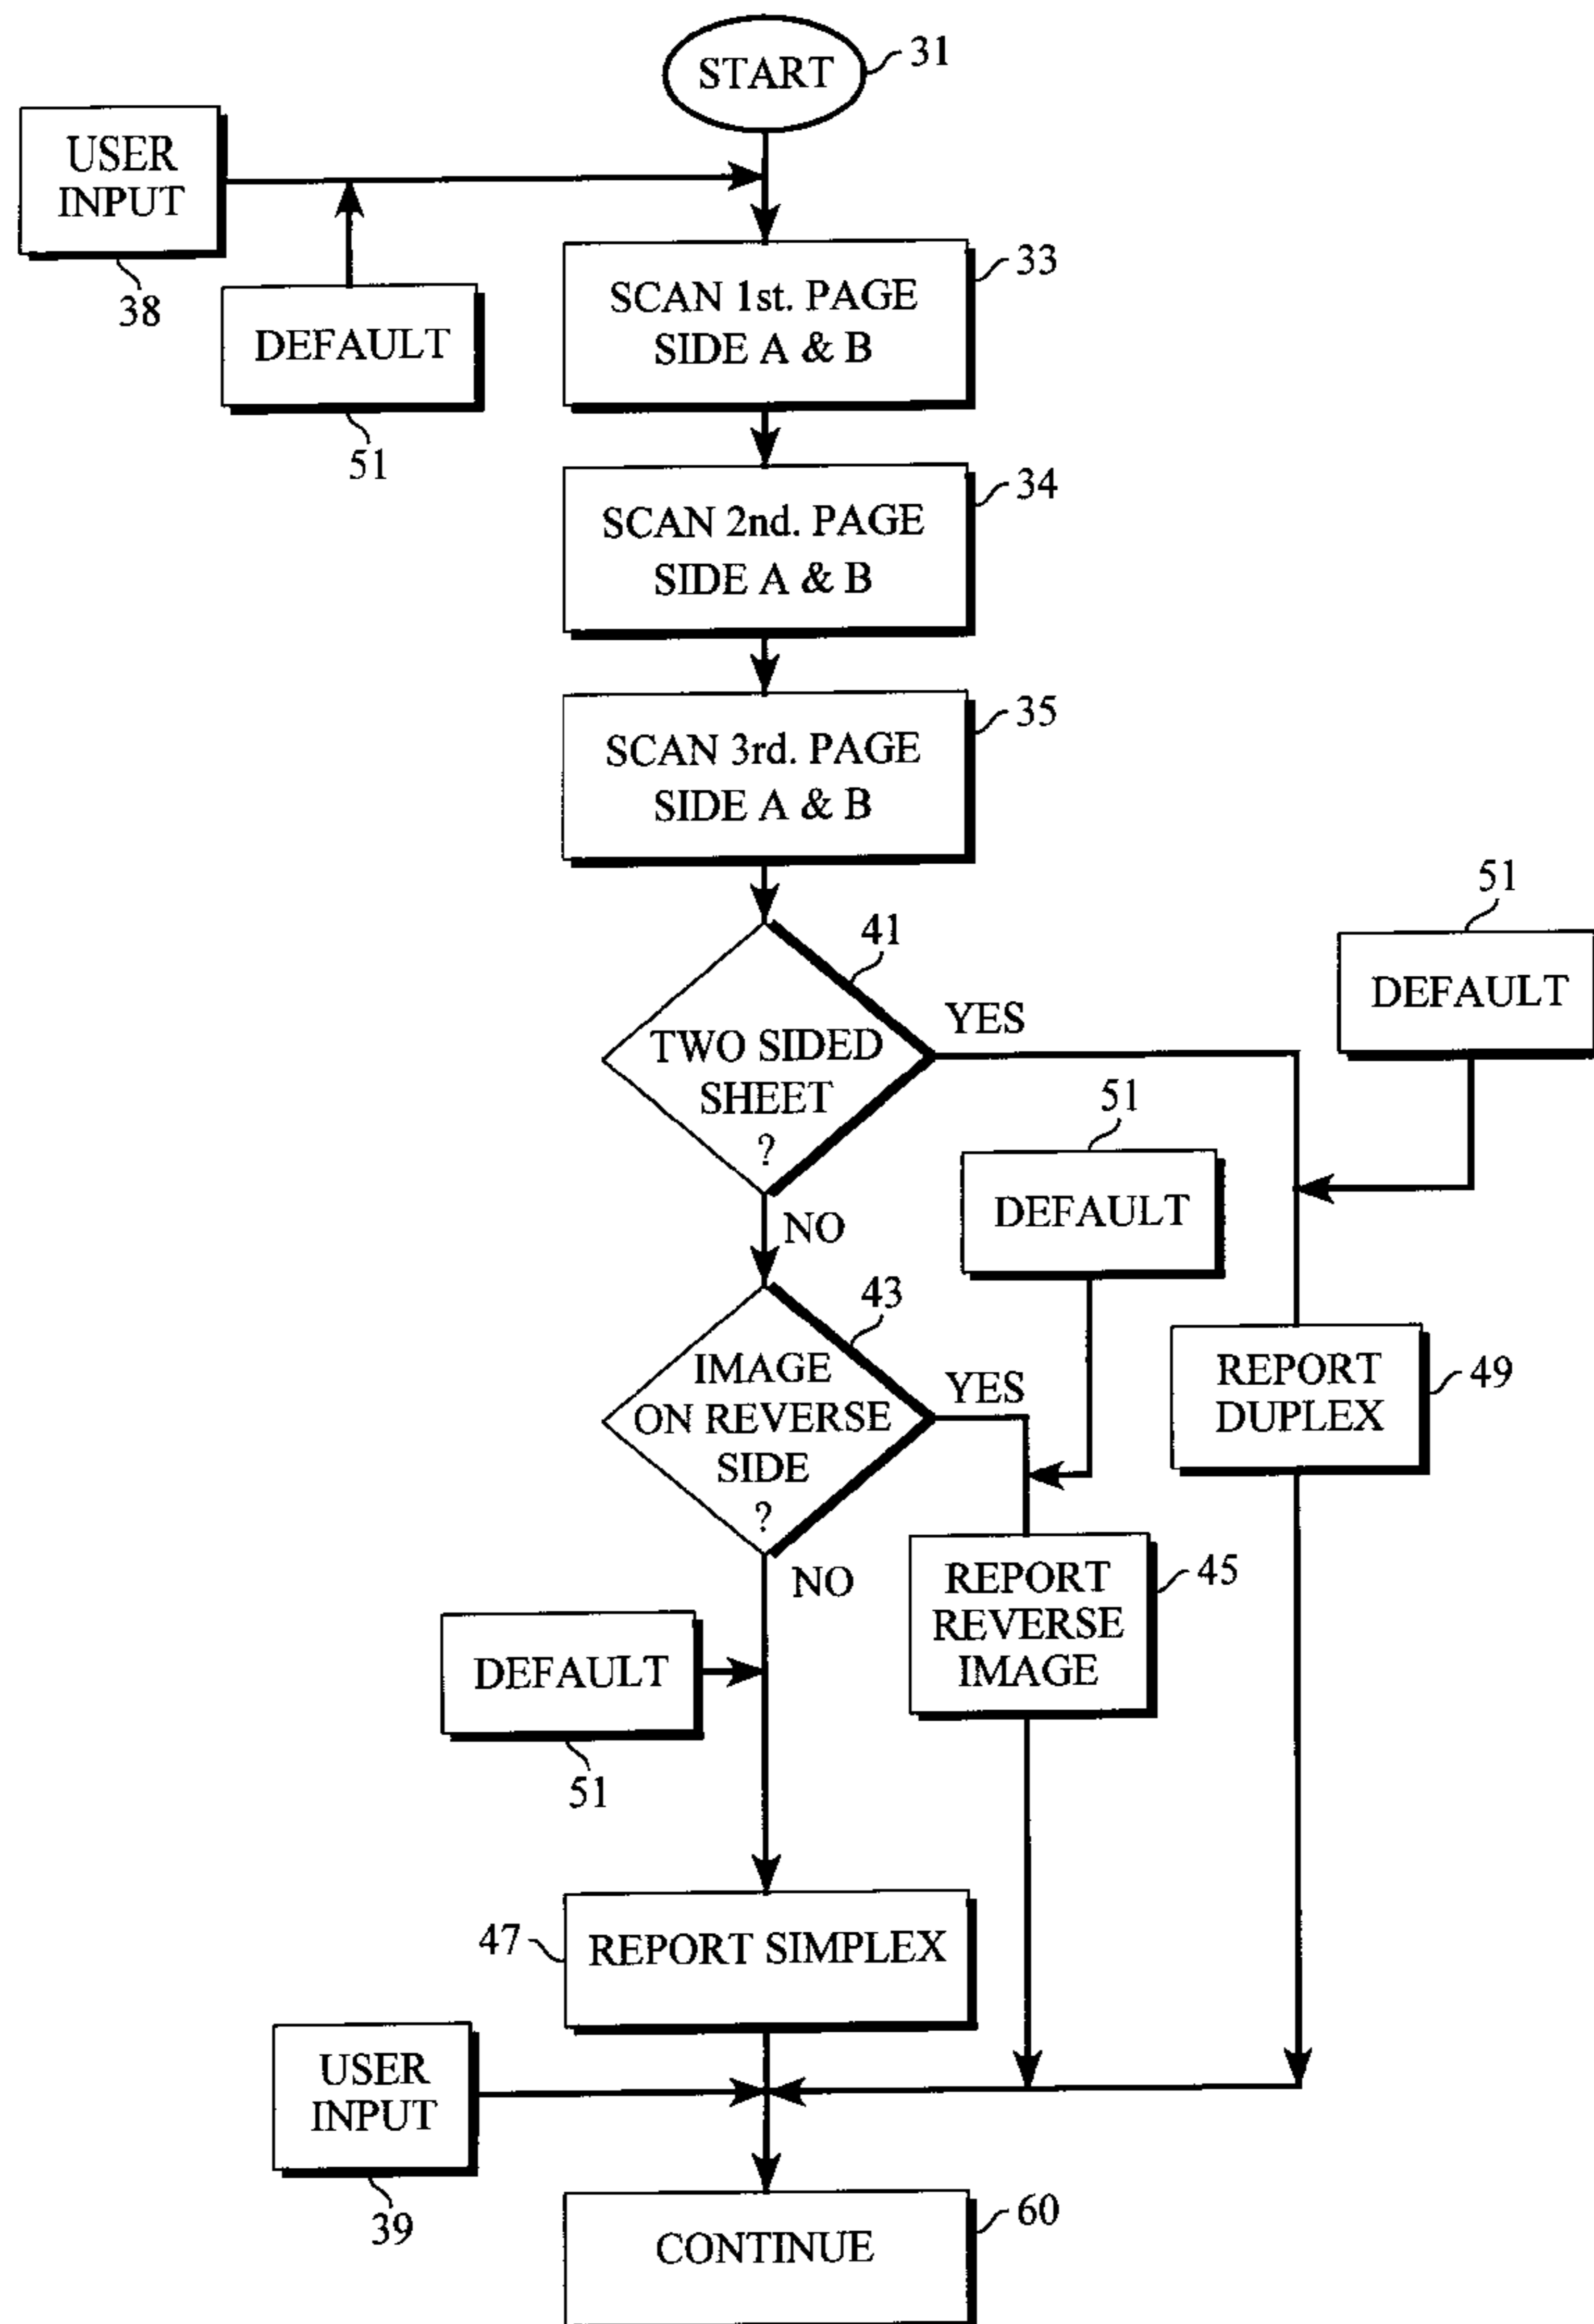 START
31
USER
INPUT
38
DEFAULT
51
SCAN 1st. PAGE
SIDE A & B
33
SCAN 2nd. PAGE
SIDE A & B
34
SCAN 3rd. PAGE
SIDE A & B
35
41
TWO SIDED
SHEET
?
YES
NO
51
DEFAULT
51
DEFAULT
43
IMAGE
ON REVERSE
SIDE
?
YES
NO
REPORT
DUPLEX
49
REPORT
REVERSE
IMAGE
45
DEFAULT
51
47
REPORT SIMPLEX
USER
INPUT
39
CONTINUE
60